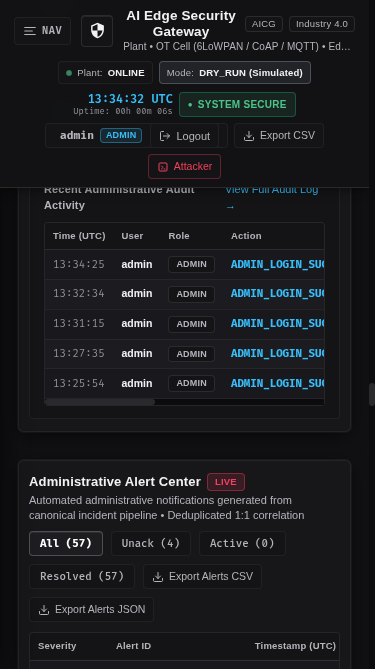 NAV
AI Edge Security
Gateway
AICG
Industry 4.0
Plant • OT Cell (6LoWPAN / CoAP / MQTT) • Ed…
Plant: ONLINE
Mode: DRY_RUN (Simulated)
13:34:32 UTC
Uptime: 00h 00m 06s
SYSTEM SECURE
admin ADMIN
Logout
Export CSV
Attacker
Recent Administrative Audit
Activity
View Full Audit Log
→
Time (UTC) User Role Action
13:34:25 admin ADMIN ADMIN_LOGIN_SUC
13:32:34 admin ADMIN ADMIN_LOGIN_SUC
13:31:15 admin ADMIN ADMIN_LOGIN_SUC
13:27:35 admin ADMIN ADMIN_LOGIN_SUC
13:25:54 admin ADMIN ADMIN_LOGIN_SUC
Administrative Alert Center LIVE
Automated administrative notifications generated from
canonical incident pipeline • Deduplicated 1:1 correlation
All (57) Unack (4) Active (0)
Resolved (57) Export Alerts CSV
Export Alerts JSON
Severity Alert ID Timestamp (UTC)